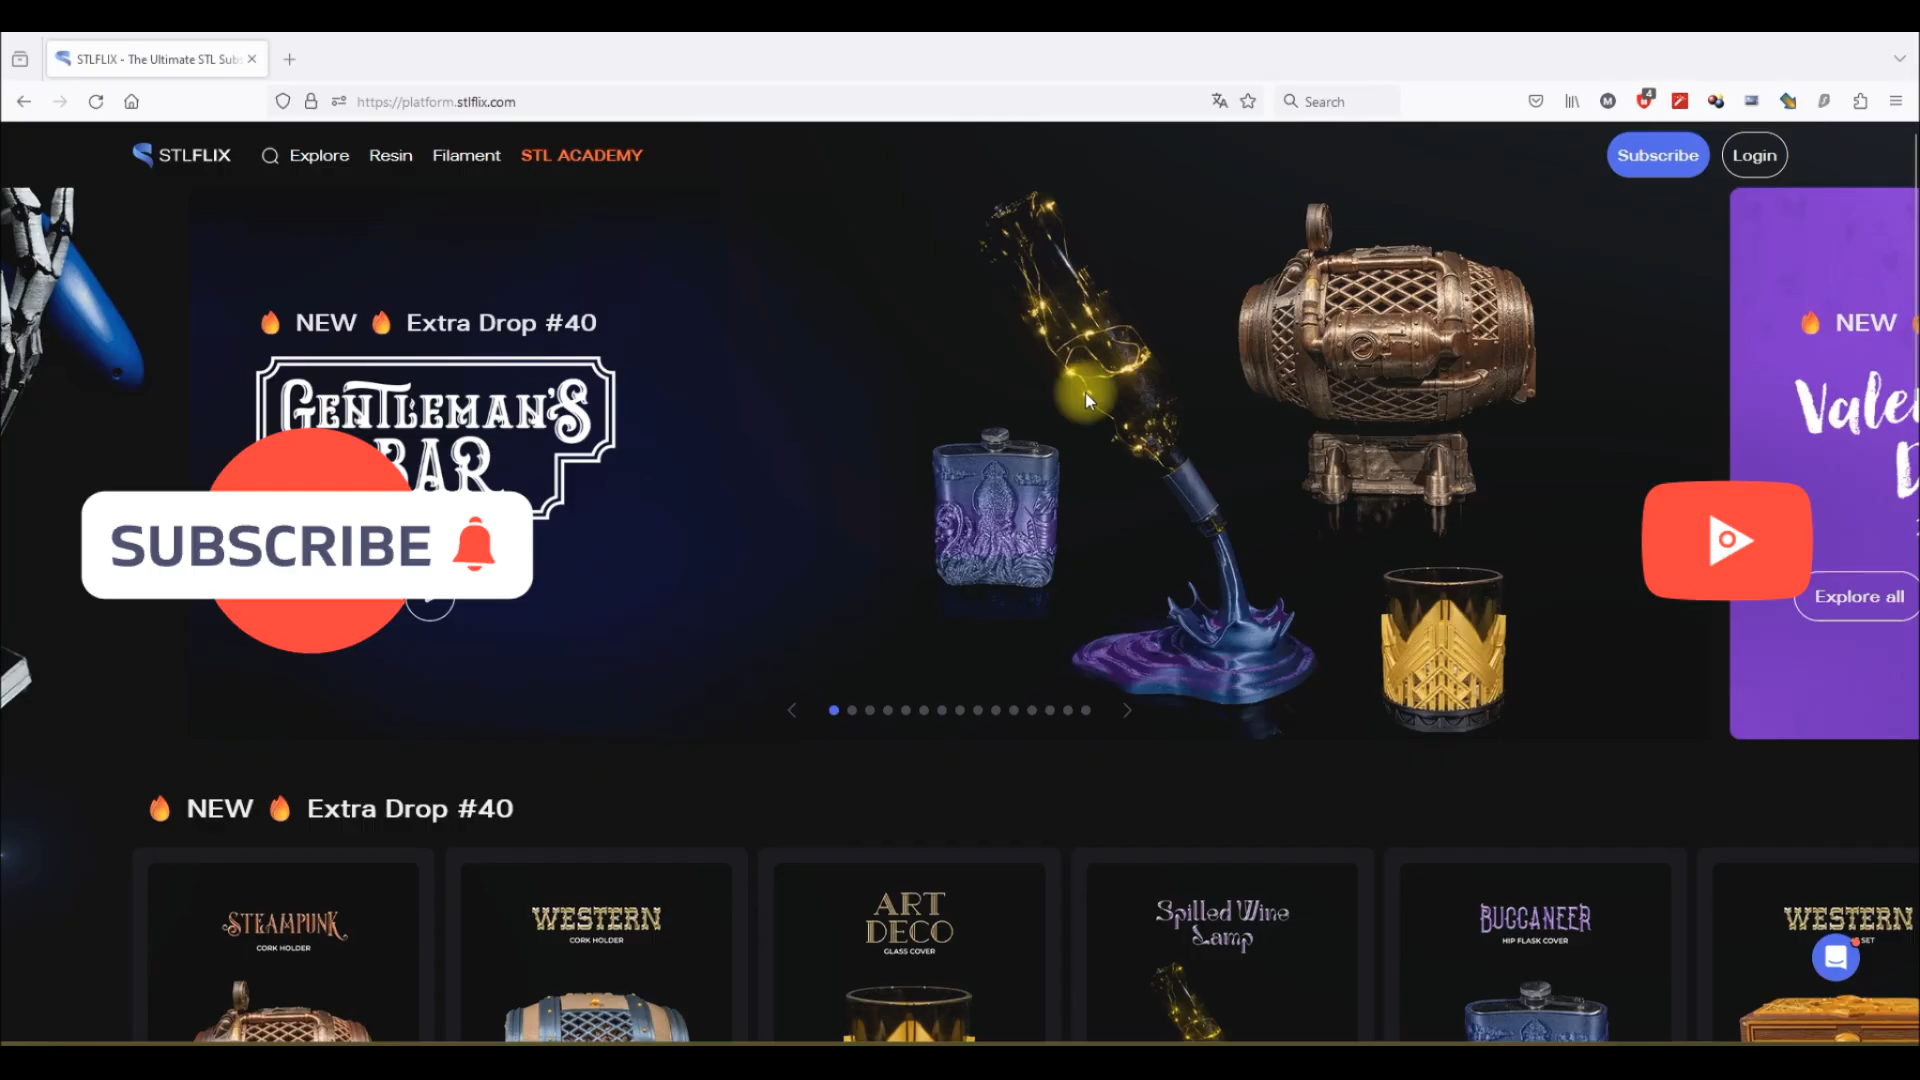 STLFLIX - The Ultimate STL Sub
https://platform.stlflix.com
Search
4
STLFLIX
Explore
Resin
Filament
STL ACADEMY
Subscribe
Login
NEW
Extra Drop #40
GENTLEMAN'S
BAR
SUBSCRIBE
NEW
Explore all
NEW
Extra Drop #40
STEAMPUNK
CORK HOLDER
WESTERN
CORK HOLDER
ART
DECO
GLASS COVER
Spilled Wine
Lamp
BUCCANEER
HIP FLASK COVER
WESTERN
SET